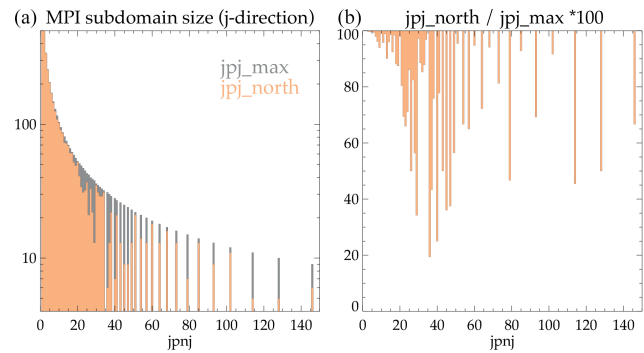 (a) MPI subdomain size (j-direction)
jpj_max
jpj_north
100
10
0 20 40 60 80 100 120 140
jpnj
(b) jpj_north / jpj_max *100
100
80
60
40
20
0
0 20 40 60 80 100 120 140
jpnj